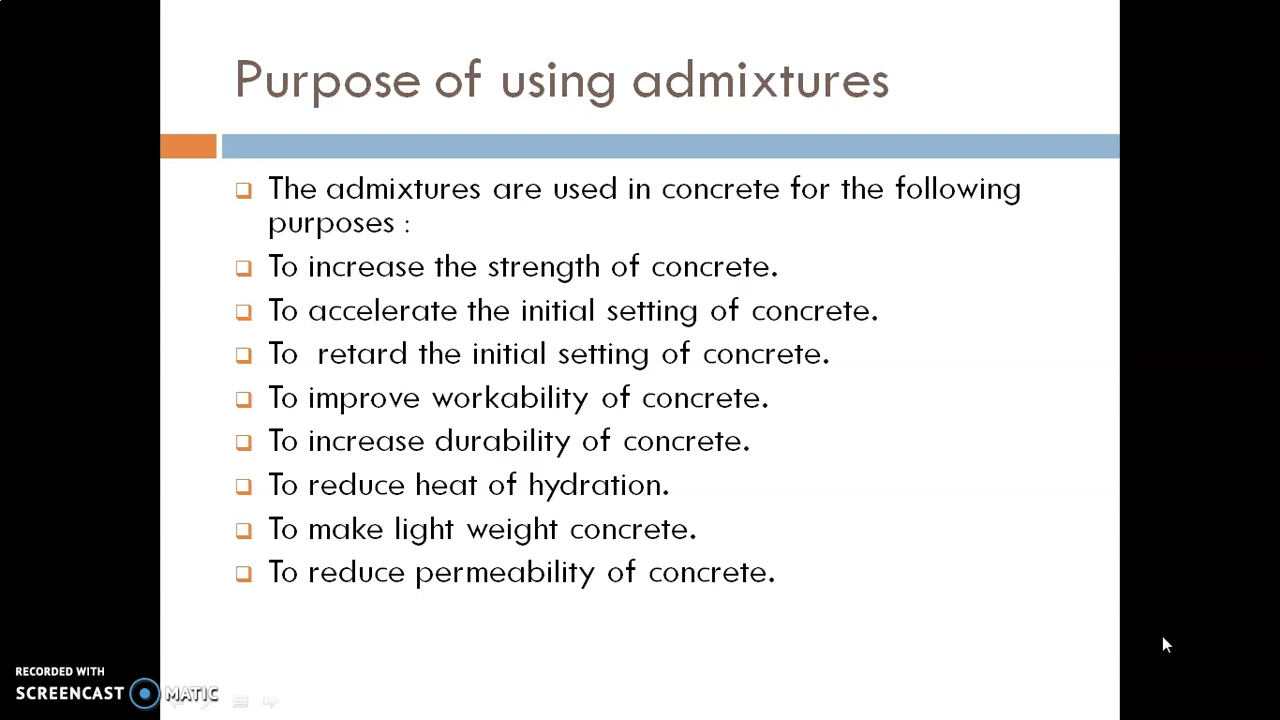 Purpose of using admixtures
The admixtures are used in concrete for the following
purposes :
To increase the strength of concrete.
To accelerate the initial setting of concrete.
To retard the initial setting of concrete.
To improve workability of concrete.
To increase durability of concrete.
To reduce heat of hydration.
To make light weight concrete.
To reduce permeability of concrete.
RECORDED WITH
SCREENCAST MATIC